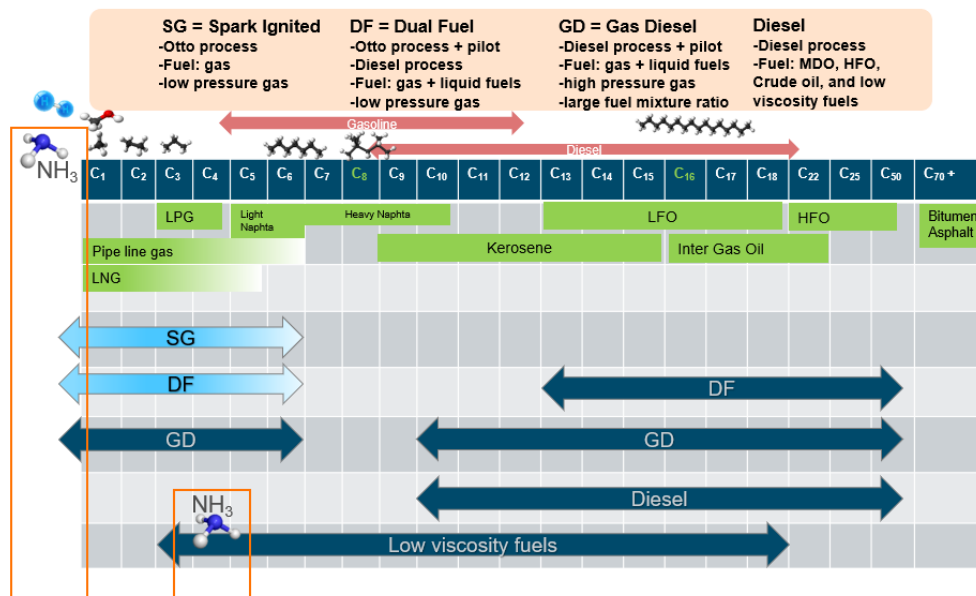 SG = Spark Ignited
-Otto process
-Fuel: gas
-low pressure gas
DF = Dual Fuel
-Otto process + pilot
-Diesel process
-Fuel: gas + liquid fuels
-low pressure gas
GD = Gas Diesel
-Diesel process + pilot
-Fuel: gas + liquid fuels
-high pressure gas
-large fuel mixture ratio
Diesel
-Diesel process
-Fuel: MDO, HFO,
Crude oil, and low
viscosity fuels
H H
Gasoline
Diesel
NH3
C1 C2 C3 C4 C5 C6 C7 C8 C9 C10 C11 C12 C13 C14 C15 C16 C17 C18 C22 C25 C50 C70 +
LPG
Light
Naphta
Heavy Naphta
LFO
HFO
Bitumen
Asphalt
Pipe line gas
Kerosene
Inter Gas Oil
LNG
SG
DF
DF
GD
GD
Diesel
NH3
Low viscosity fuels